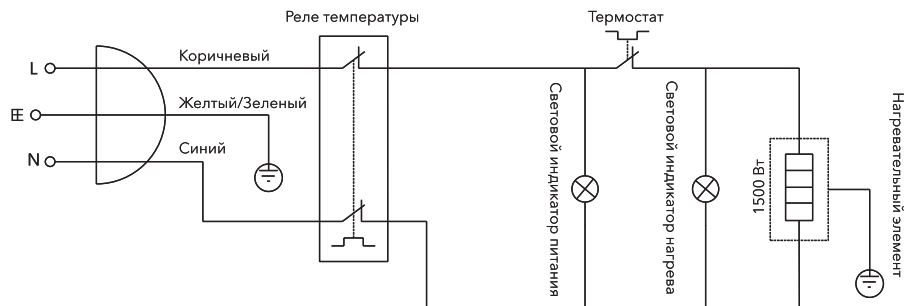 Реле температуры
Термостат
L
Коричневый
Желтый/Зеленый
N
Синий
Световой индикатор питания
Световой индикатор нагрева
1500 Вт
Нагревательный элемент